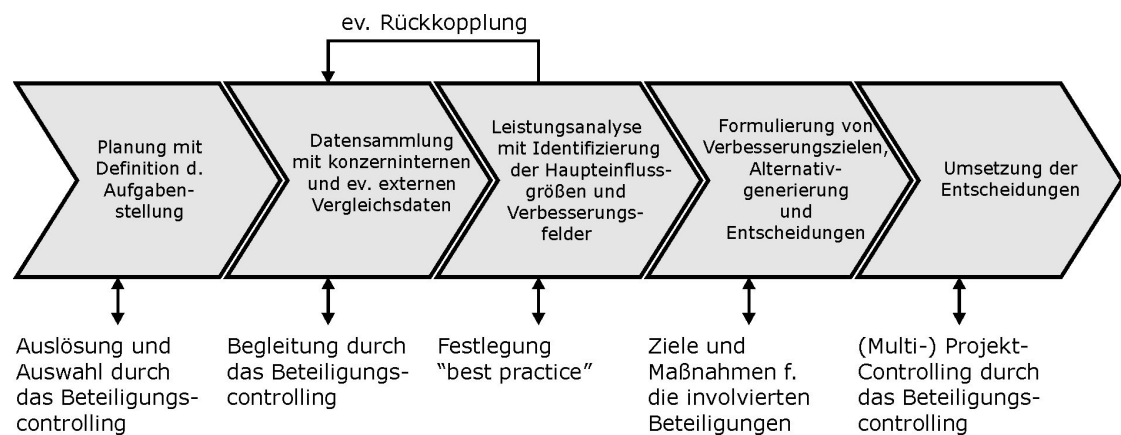 ev. Rückkopplung
Planung mit
Definition d.
Aufgaben-
stellung
Datensammlung
mit konzerninternen
und ev. externen
Vergleichsdaten
Leistungsanalyse
mit Identifizierung
der Haupteinfluss-
größen und
Verbesserungs-
felder
Formulierung von
Verbesserungszielen,
Alternativ-
generierung
und
Entscheidungen
Umsetzung der
Entscheidungen
Auslösung und
Auswahl durch
das Beteiligungs-
controlling
Begleitung durch
das Beteiligungs-
controlling
Festlegung
“best practice”
Ziele und
Maßnahmen f.
die involvierten
Beteiligungen
(Multi-) Projekt-
Controlling durch
das Beteiligungs-
controlling